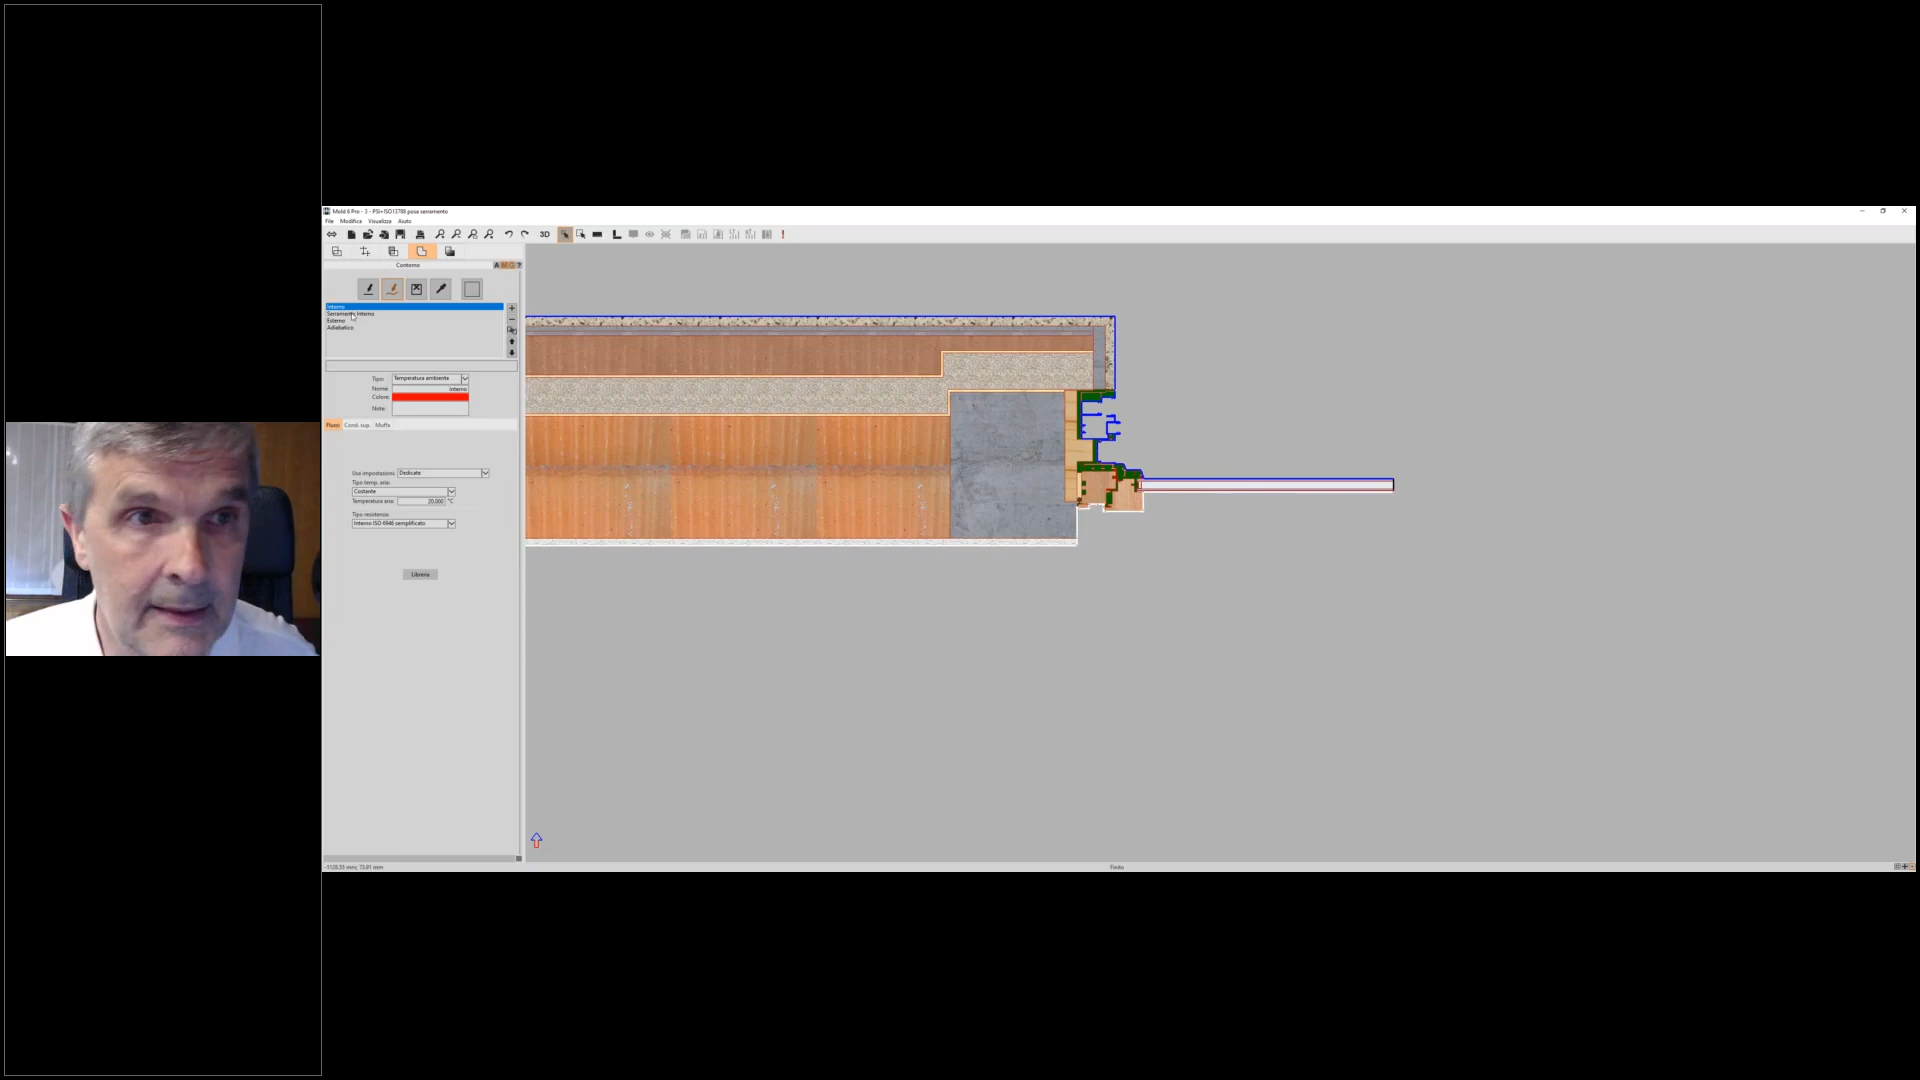 Mold 6 Pro - 3 - PSI+ISO13788 posa serramento
File Modifica Visualizza Aiuto
3D
Contorno
A M G ?
Interno
Serramento Interno
Esterno
Adiabatico
Tipo: Temperatura ambiente
Nome: Interno
Colore:
Note:
Flusso Cond. sup. Muffa
Usa impostazioni: Dedicate
Tipo temp. aria:
Costante
Temperatura aria: 20,000 °C
Tipo resistenza:
Interno ISO 6946 semplificato
Libreria
Finito